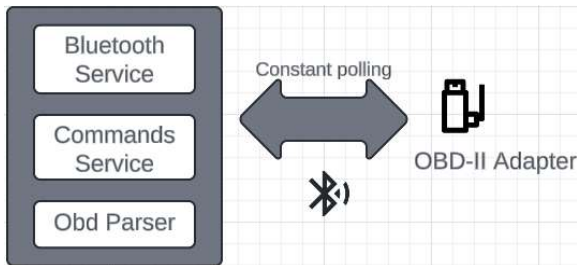 Bluetooth
Service
Constant polling
Commands
Service
OBD-II Adapter
Obd Parser